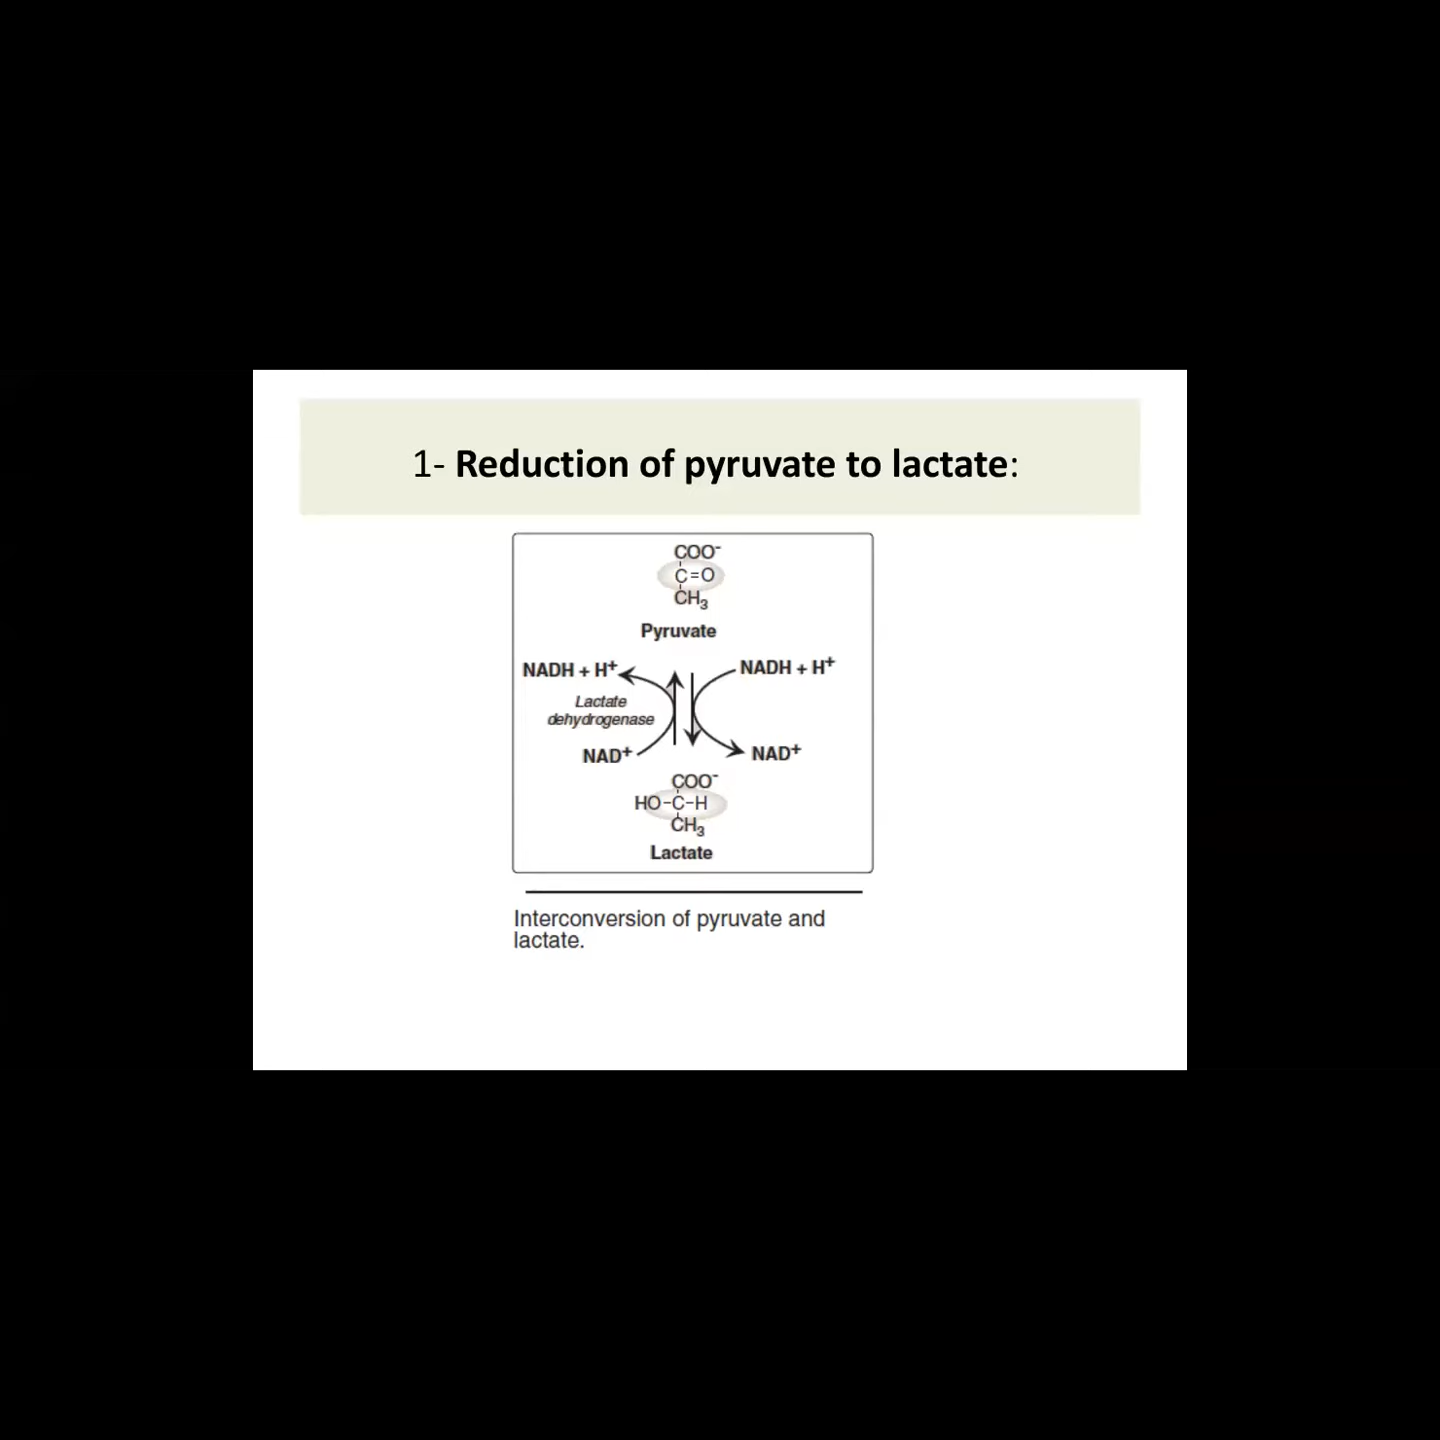 1- Reduction of pyruvate to lactate:
COO⁻
C=O
CH₃
Pyruvate
NADH + H⁺
NADH + H⁺
Lactate
dehydrogenase
NAD⁺
NAD⁺
COO⁻
HO-C-H
CH₃
Lactate
Interconversion of pyruvate and
lactate.